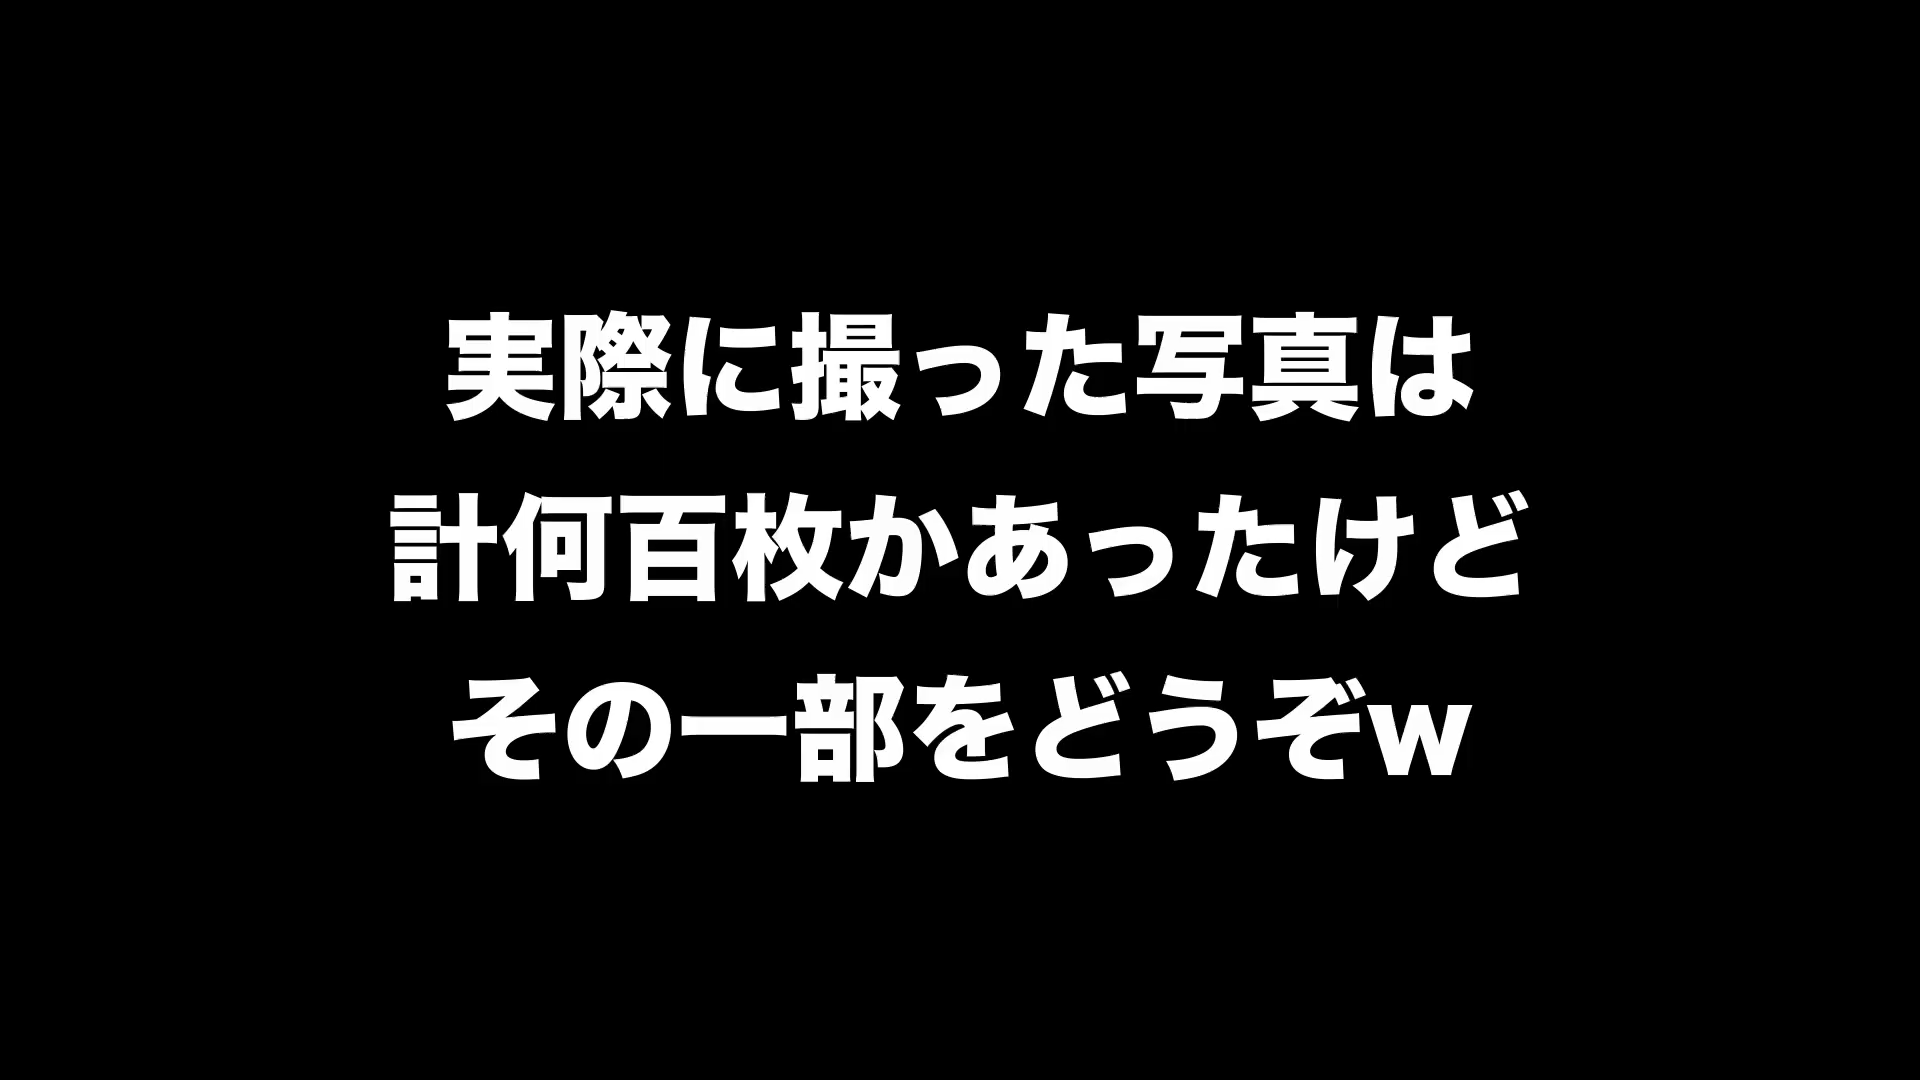 実際に撮った写真は
計何百枚かあったけど
その一部をどうぞw